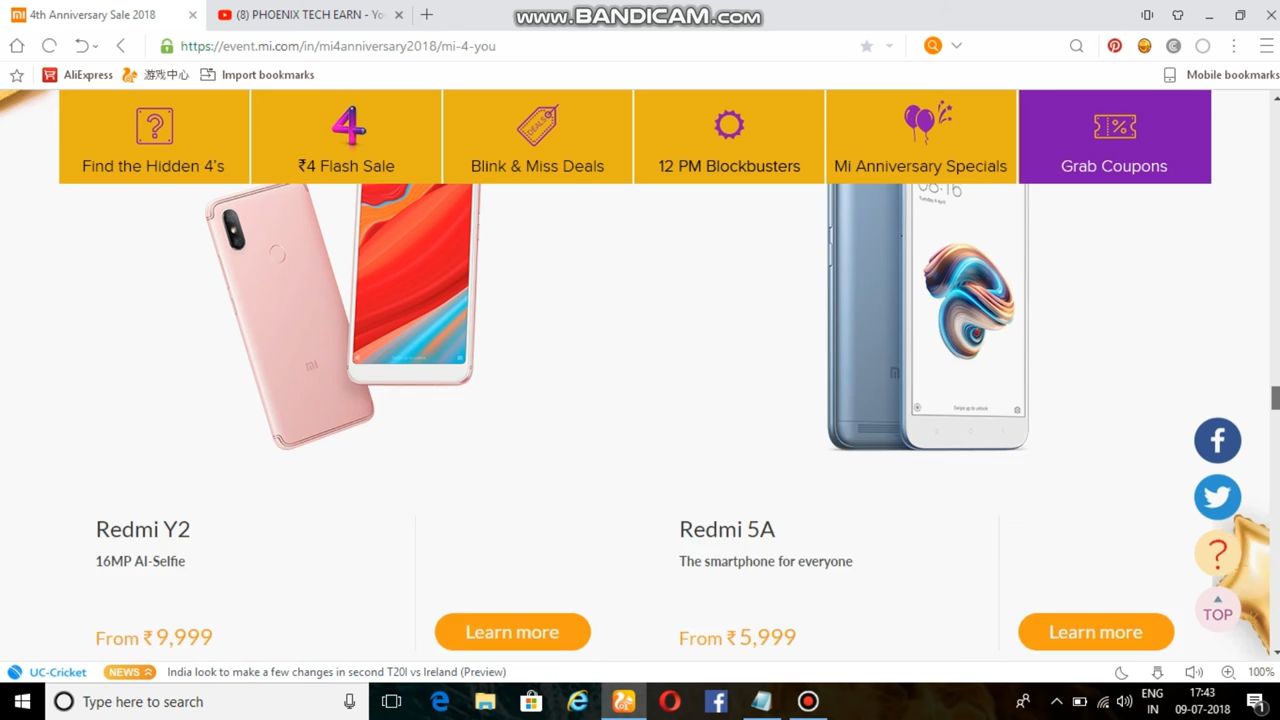 4th Anniversary Sale 2018
(8) PHOENIX TECH EARN - Yo
www.BANDICAM.com
https://event.mi.com/in/mi4anniversary2018/mi-4-you
AliExpress
游戏中心
Import bookmarks
Mobile bookmarks
Find the Hidden 4's
₹4 Flash Sale
DEALS
Blink & Miss Deals
12 PM Blockbusters
Mi Anniversary Specials
Grab Coupons
Redmi Y2
16MP AI-Selfie
From ₹ 9,999
Learn more
Redmi 5A
The smartphone for everyone
From ₹ 5,999
Learn more
TOP
UC-Cricket
NEWS
India look to make a few changes in second T20I vs Ireland (Preview)
100%
Type here to search
ENG
IN
17:43
09-07-2018
1